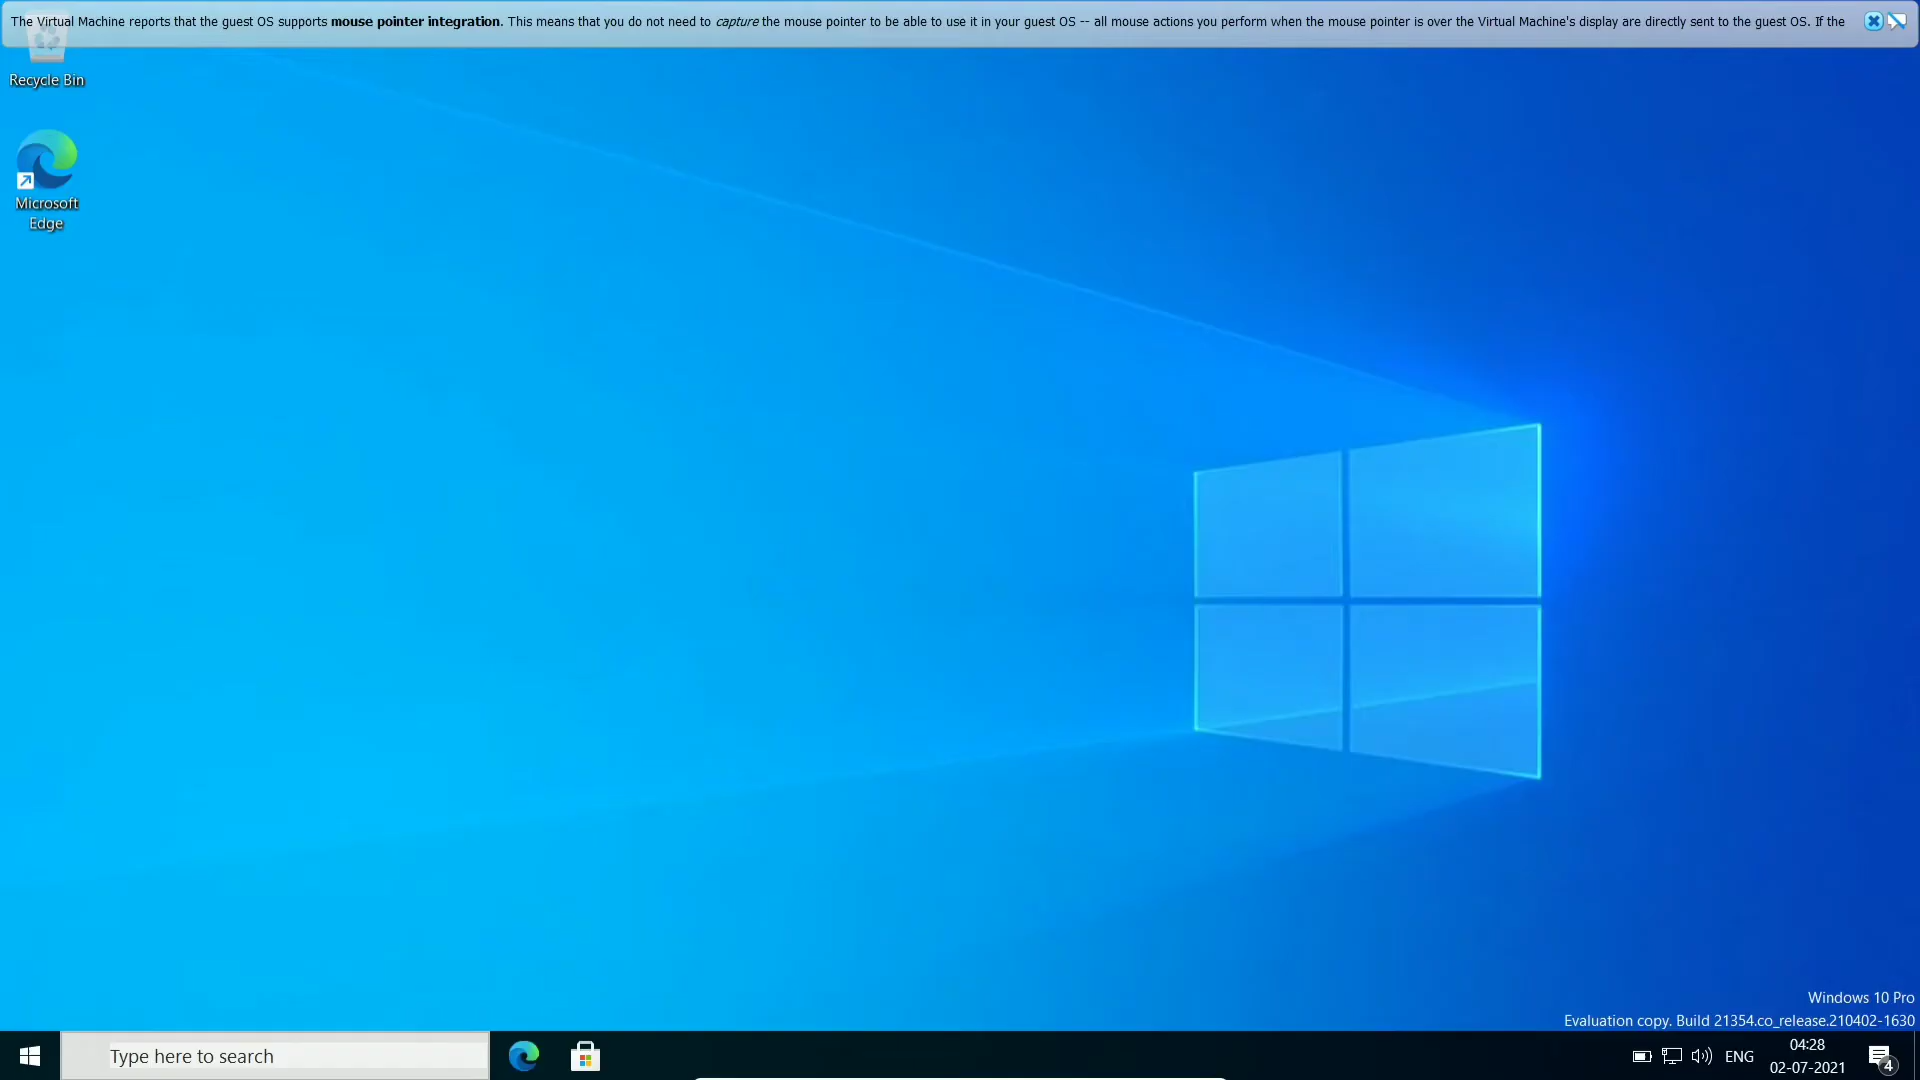 The Virtual Machine reports that the guest OS supports mouse pointer integration. This means that you do not need to capture the mouse pointer to be able to use it in your guest OS -- all mouse actions you perform when the mouse pointer is over the Virtual Machine's display are directly sent to the guest OS. If the
Recycle Bin
Microsoft
Edge
Windows 10 Pro
Evaluation copy. Build 21354.co_release.210402-1630
Type here to search
ENG
04:28
02-07-2021
4